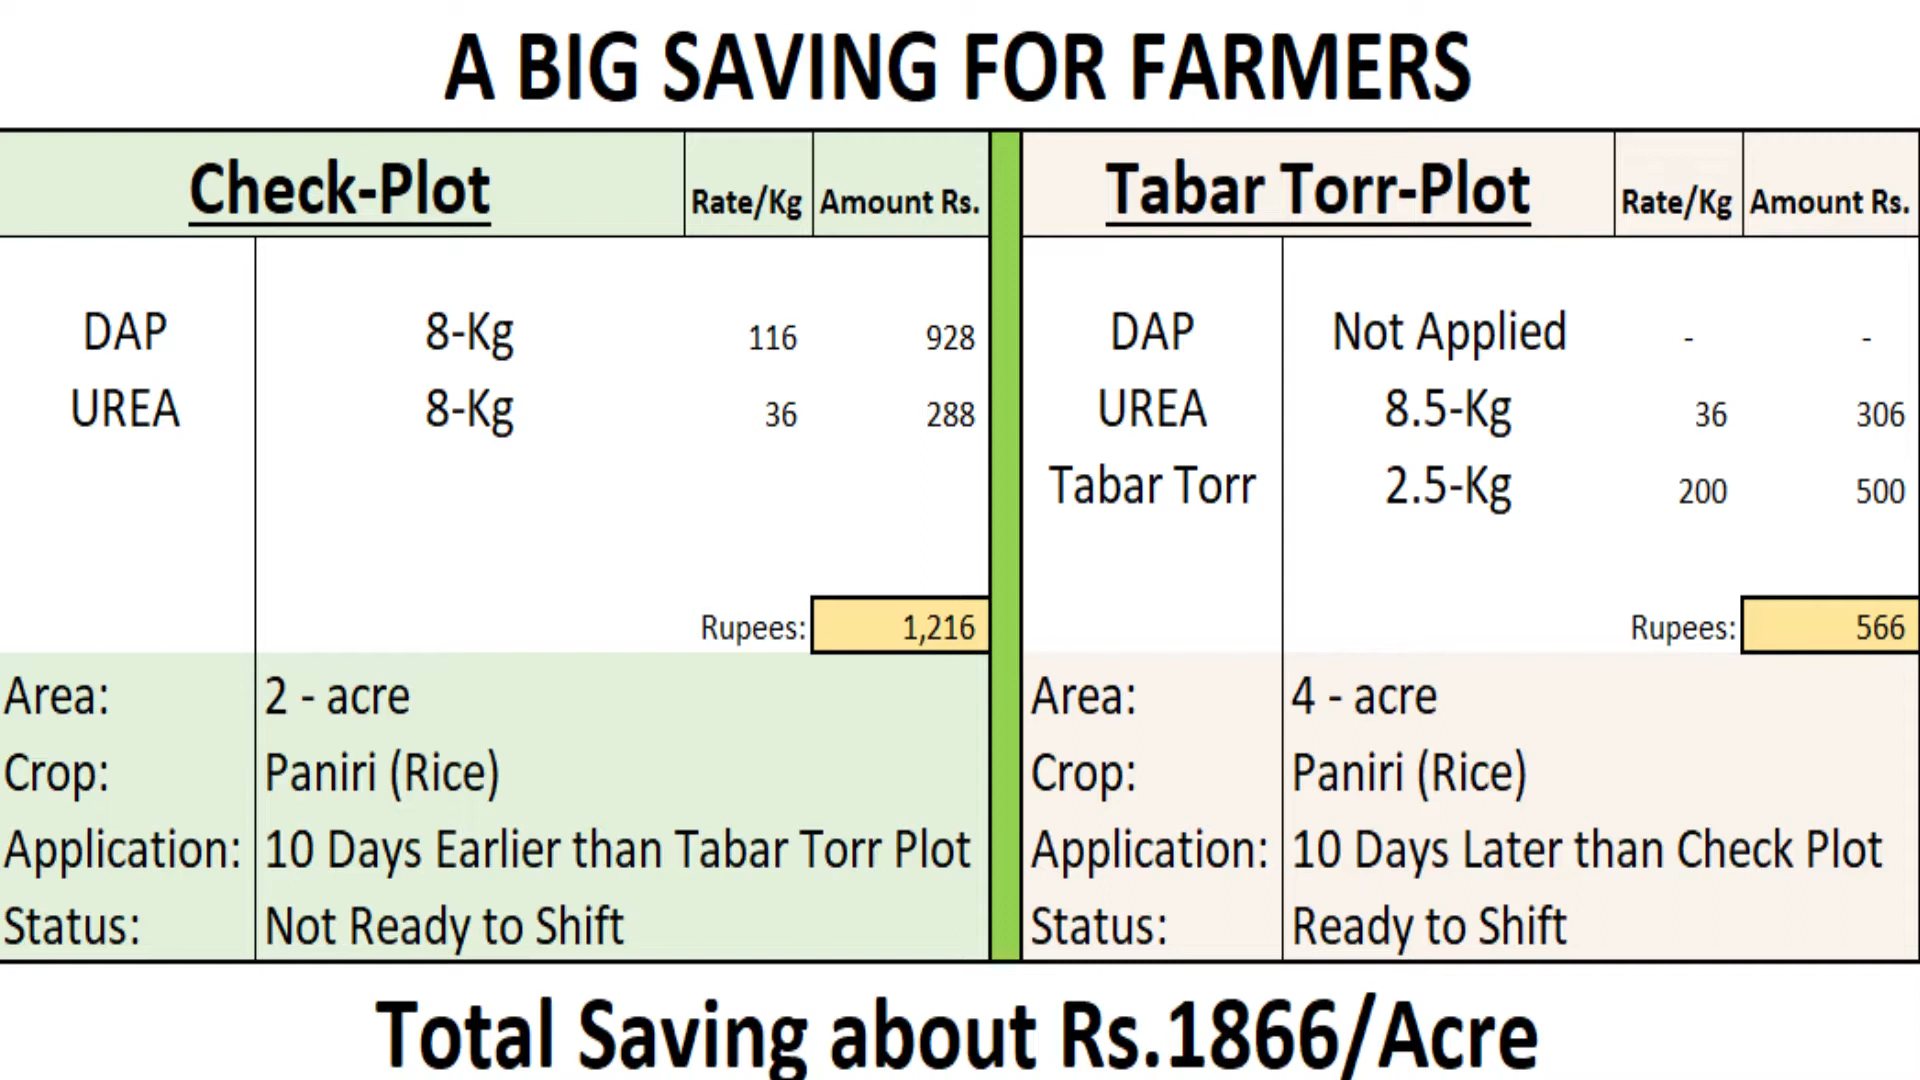 A BIG SAVING FOR FARMERS
Check-Plot Rate/Kg Amount Rs.
DAP 8-Kg 116 928
UREA 8-Kg 36 288
Rupees: 1,216
Area: 2 - acre
Crop: Paniri (Rice)
Application: 10 Days Earlier than Tabar Torr Plot
Status: Not Ready to Shift
Tabar Torr-Plot Rate/Kg Amount Rs.
DAP Not Applied - -
UREA 8.5-Kg 36 306
Tabar Torr 2.5-Kg 200 500
Rupees: 566
Area: 4 - acre
Crop: Paniri (Rice)
Application: 10 Days Later than Check Plot
Status: Ready to Shift
Total Saving about Rs.1866/Acre